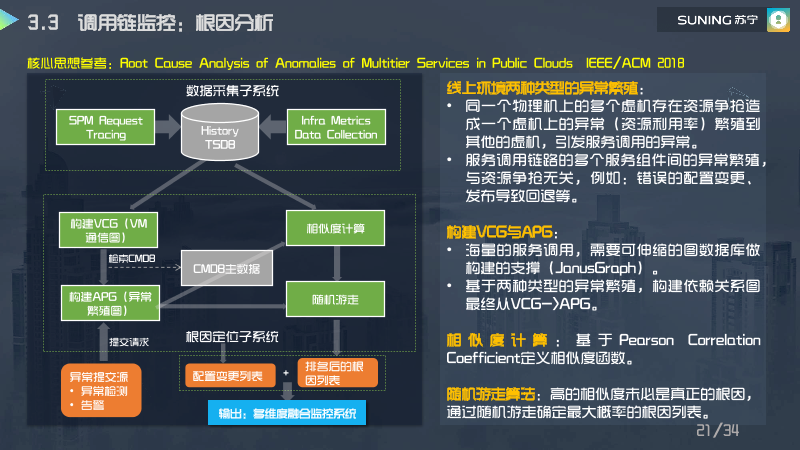 3.3 调用链监控：根因分析
SUNING 苏宁
核心思想参考：Root Cause Analysis of Anomalies of Multitier Services in Public Clouds IEEE/ACM 2018
数据采集子系统
SPM Request
Tracing
History
TSDB
Infra Metrics
Data Collection
构建VCG（VM
通信图）
相似度计算
检索CMDB
CMDB主数据
构建APG（异常
繁殖图）
随机游走
提交请求
根因定位子系统
异常提交源
• 异常检测
• 告警
配置变更列表
+
排名后的根
因列表
输出：多维度融合监控系统
线上环境两种类型的异常繁殖：
• 同一个物理机上的多个虚机存在资源争抢造
成一个虚机上的异常（资源利用率）繁殖到
其他的虚机，引发服务调用的异常。
• 服务调用链路的多个服务组件间的异常繁殖，
与资源争抢无关，例如：错误的配置变更、
发布导致回退等。
构建VCG与APG：
• 海量的服务调用，需要可伸缩的图数据库做
构建的支撑（JanusGraph）。
• 基于两种类型的异常繁殖，构建依赖关系图
最终从VCG->APG。
相似度计算：基于Pearson Correlation
Coefficient定义相似度函数。
随机游走算法：高的相似度未必是真正的根因，
通过随机游走确定最大概率的根因列表。
21/34